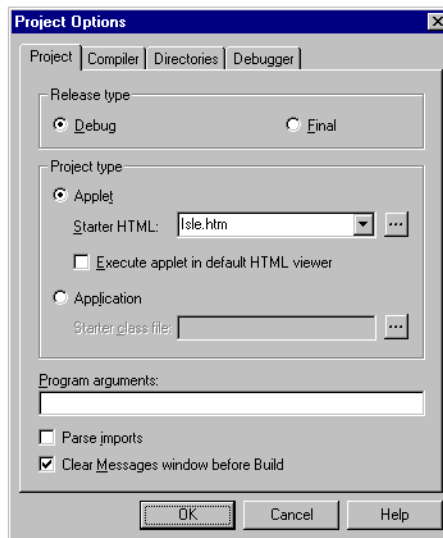 Project Options
Project Compiler Directories Debugger
Release type
Debug Final
Project type
Applet
Starter HTML: Isle.htm ...
Execute applet in default HTML viewer
Application
Starter class file: ...
Program arguments:
Parse imports
Clear Messages window before Build
OK Cancel Help